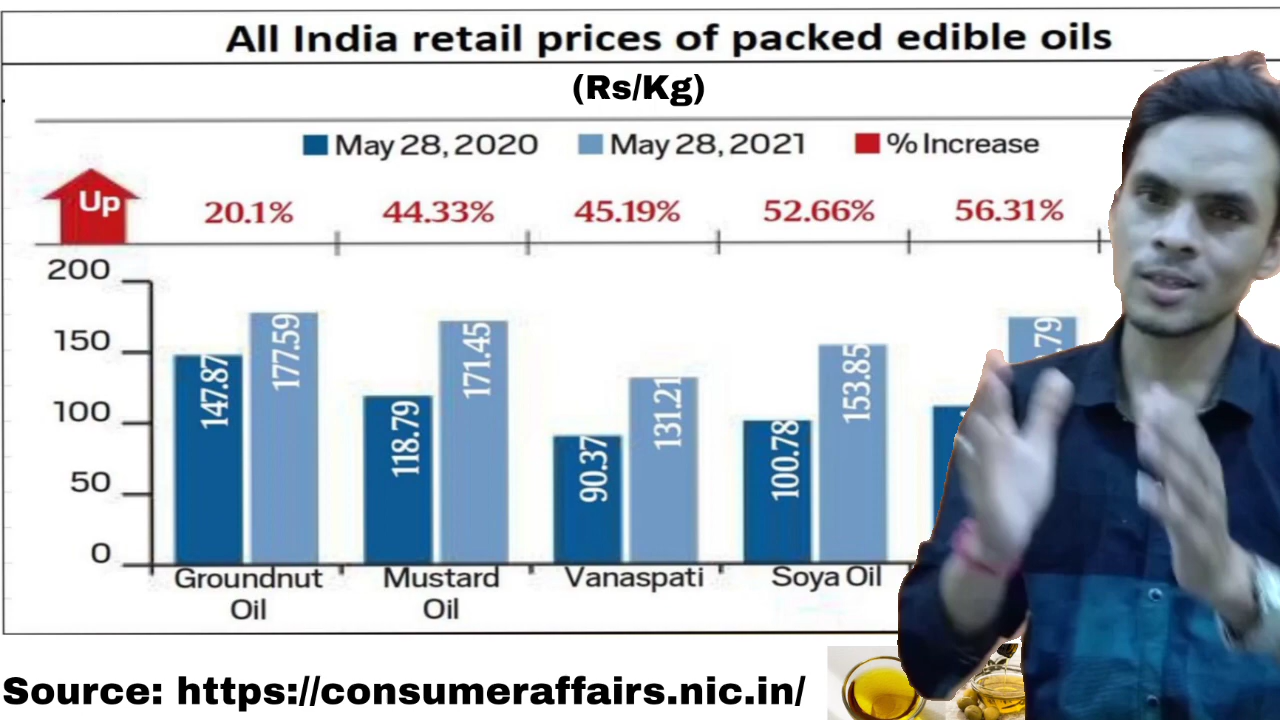 All India retail prices of packed edible oils
(Rs/Kg)
May 28, 2020 May 28, 2021 % Increase
Up 20.1% 44.33% 45.19% 52.66% 56.31%
200
150
100
50
0
147.87 177.59 118.79 171.45 90.37 131.21 100.78 153.85 .79
Groundnut Oil
Mustard Oil
Vanaspati
Soya Oil
Source: https://consumeraffairs.nic.in/